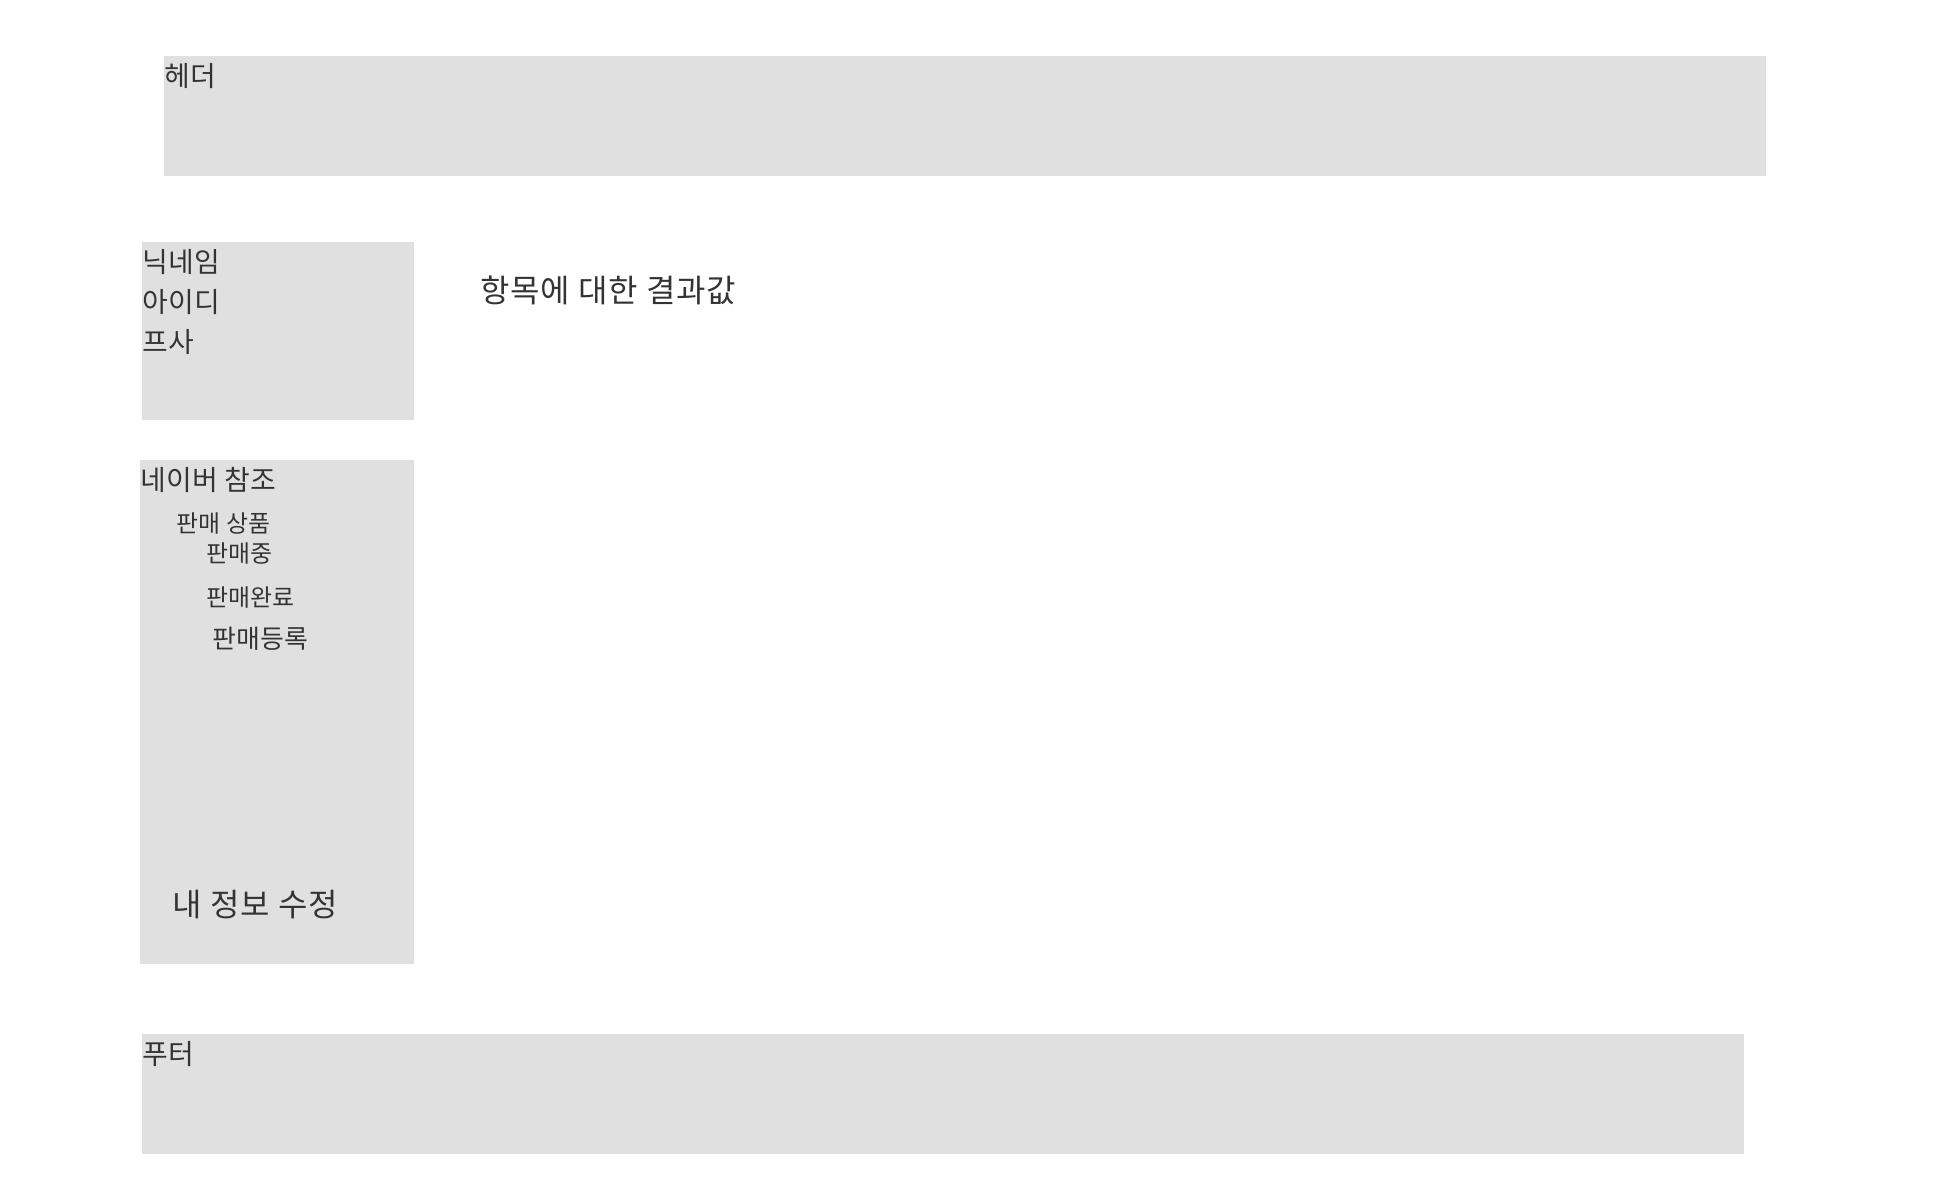 헤더
닉네임
아이디
프사
항목에 대한 결과값
네이버 참조
판매 상품
판매중
판매완료
판매등록
내 정보 수정
푸터